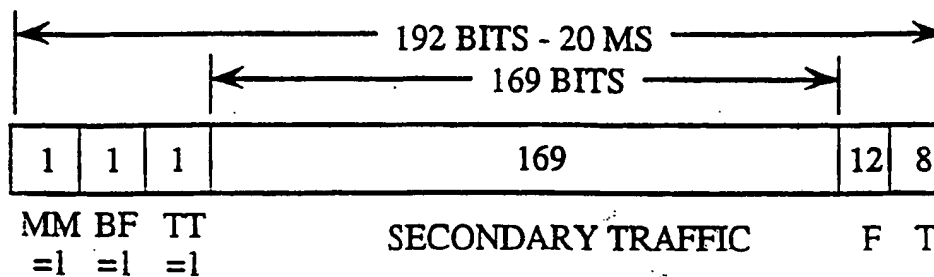 192 BITS - 20 MS
169 BITS
1 1 1 169 12 8
MM BF TT SECONDARY TRAFFIC F T
=1 =1 =1